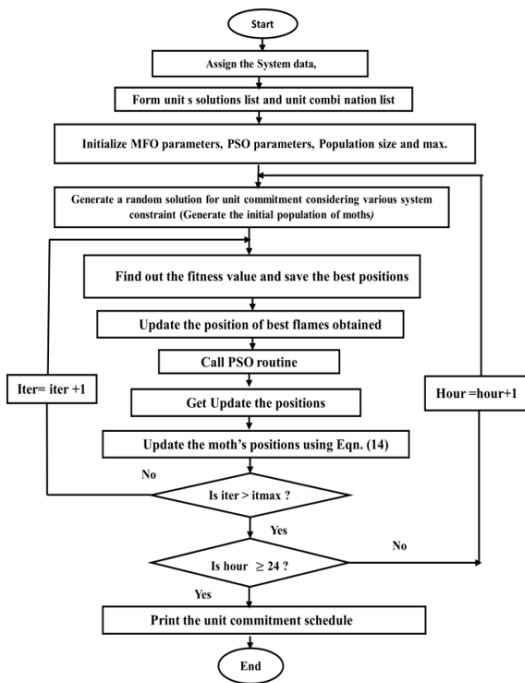 Start
Assign the System data,
Form unit s solutions list and unit combi nation list
Initialize MFO parameters, PSO parameters, Population size and max.
Generate a random solution for unit commitment considering various system
constraint (Generate the initial population of moths)
Find out the fitness value and save the best positions
Update the position of best flames obtained
Call PSO routine
Iter= iter +1
Hour =hour+1
Get Update the positions
Update the moth's positions using Eqn. (14)
No
Is iter > itmax ?
Yes
No
Is hour ≥ 24 ?
Yes
Print the unit commitment schedule
End